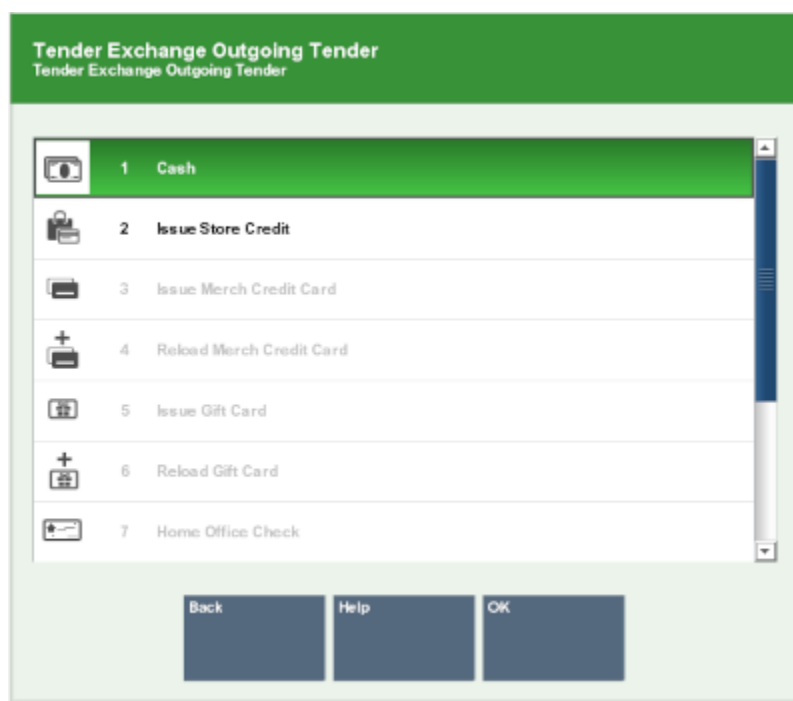 Tender Exchange Outgoing Tender
Tender Exchange Outgoing Tender
1 Cash
2 Issue Store Credit
3 Issue Merch Credit Card
4 Reload Merch Credit Card
5 Issue Gift Card
6 Reload Gift Card
7 Home Office Check
Back Help OK